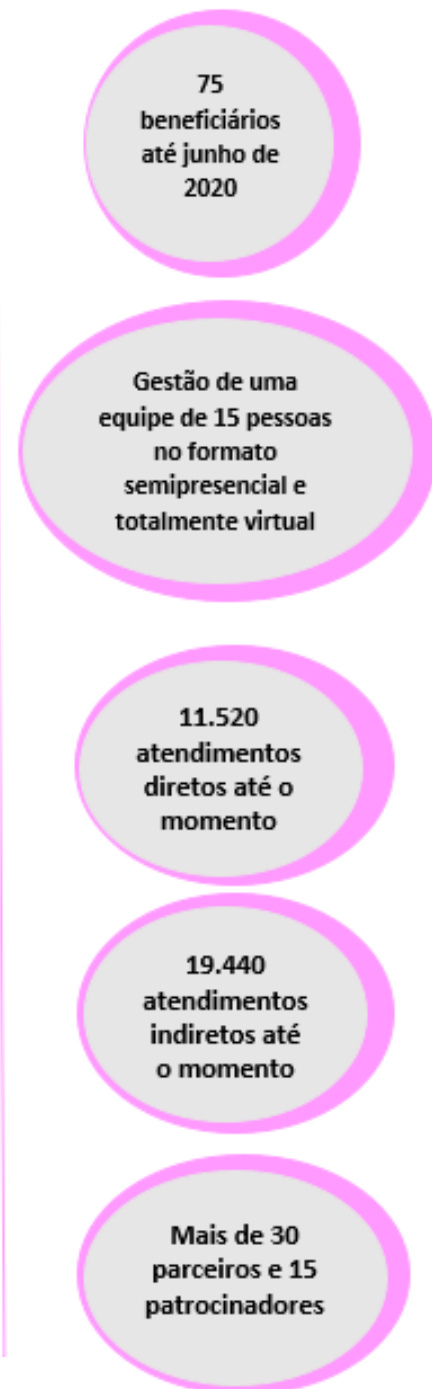 75
beneficiários
até junho de
2020
Gestão de uma
equipe de 15 pessoas
no formato
semipresencial e
totalmente virtual
11.520
atendimentos
diretos até o
momento
19.440
atendimentos
indiretos até
o momento
Mais de 30
parceiros e 15
patrocinadores